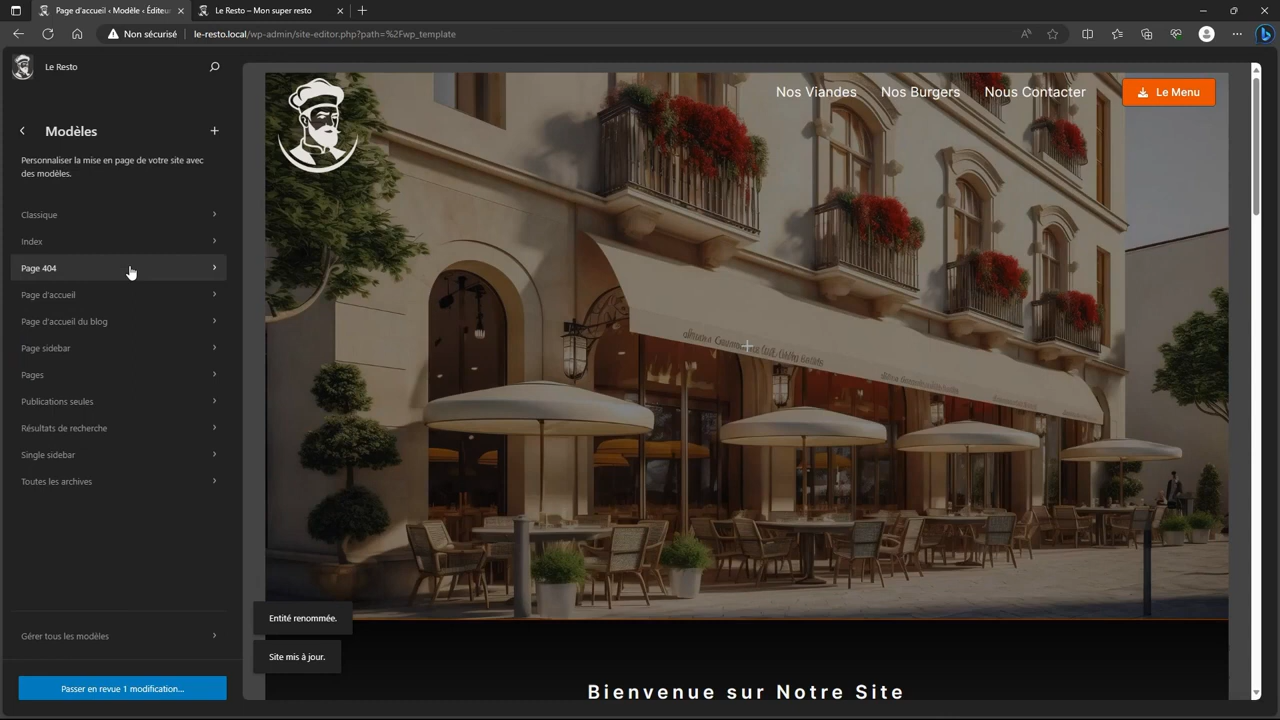 Page d'accueil ‹ Modèle ‹ Éditeu
Le Resto – Mon super resto
Non sécurisé
le-resto.local/wp-admin/site-editor.php?path=%2Fwp_template
Le Resto
Nos Viandes
Nos Burgers
Nous Contacter
Le Menu
Modèles
Personnaliser la mise en page de votre site avec
des modèles.
Classique
Index
Page 404
Page d'accueil
Page d'accueil du blog
Page sidebar
Pages
Publications seules
Résultats de recherche
Single sidebar
Toutes les archives
Entité renommée.
Gérer tous les modèles
Site mis à jour.
Passer en revue 1 modification...
Bienvenue sur Notre Site